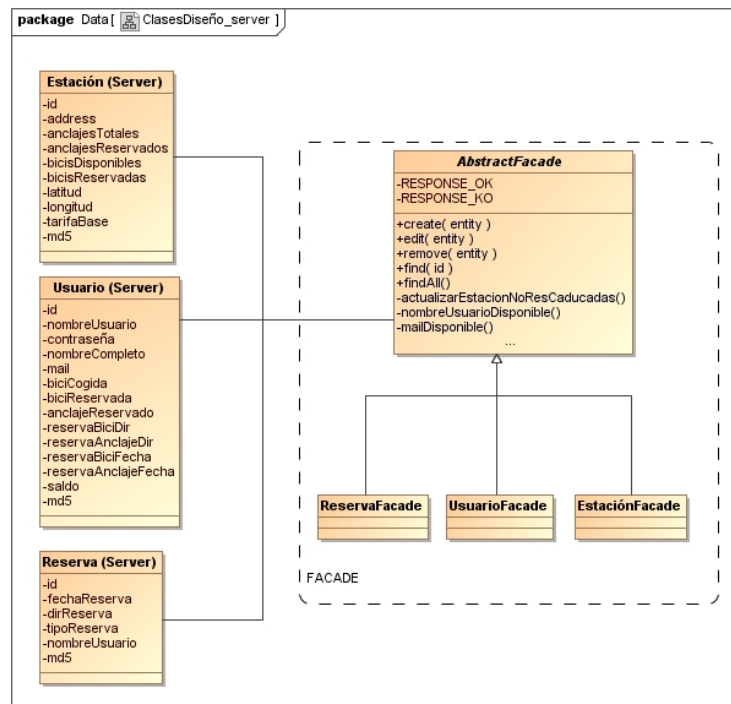 package Data[ ClasesDiseño_server ]
Estación (Server)
-id
-address
-anclajesTotales
-anclajesReservados
-bicisDisponibles
-bicisReservadas
-latitud
-longitud
-tarifaBase
-md5
Usuario (Server)
-id
-nombreUsuario
-contraseña
-nombreCompleto
-mail
-biciCogida
-biciReservada
-anclajeReservado
-reservaBiciDir
-reservaAnclajeDir
-reservaBiciFecha
-reservaAnclajeFecha
-saldo
-md5
Reserva (Server)
-id
-fechaReserva
-dirReserva
-tipoReserva
-nombreUsuario
-md5
AbstractFacade
-RESPONSE_OK
-RESPONSE_KO
+create( entity )
+edit( entity )
+remove( entity )
+find( id )
+findAll()
-actualizarEstacionNoResCaducadas()
-nombreUsuarioDisponible()
-mailDisponible()
...
ReservaFacade
UsuarioFacade
EstaciónFacade
FACADE